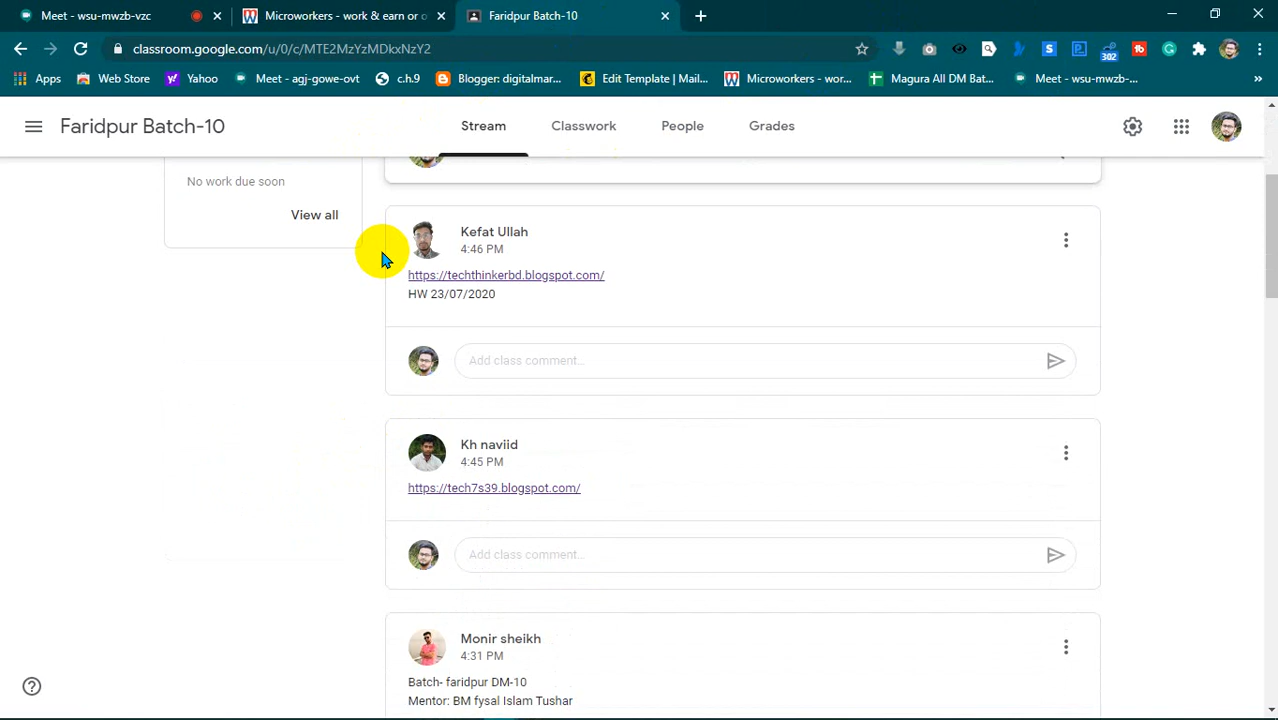 Meet - wsu-mwzb-vzc
Microworkers - work & earn or o
Faridpur Batch-10
classroom.google.com/u/0/c/MTE2MzYzMDkxNzY2
302
Apps
Web Store
Yahoo
Meet - agj-gowe-ovt
c.h.9
Blogger: digitalmar...
Edit Template | Mail...
Microworkers - wor...
Magura All DM Bat...
Meet - wsu-mwzb-...
»
Faridpur Batch-10
Stream
Classwork
People
Grades
No work due soon
View all
Kefat Ullah
4:46 PM
https://techthinkerbd.blogspot.com/
HW 23/07/2020
Add class comment...
Kh naviid
4:45 PM
https://tech7s39.blogspot.com/
Add class comment...
Monir sheikh
4:31 PM
Batch- faridpur DM-10
Mentor: BM fysal Islam Tushar